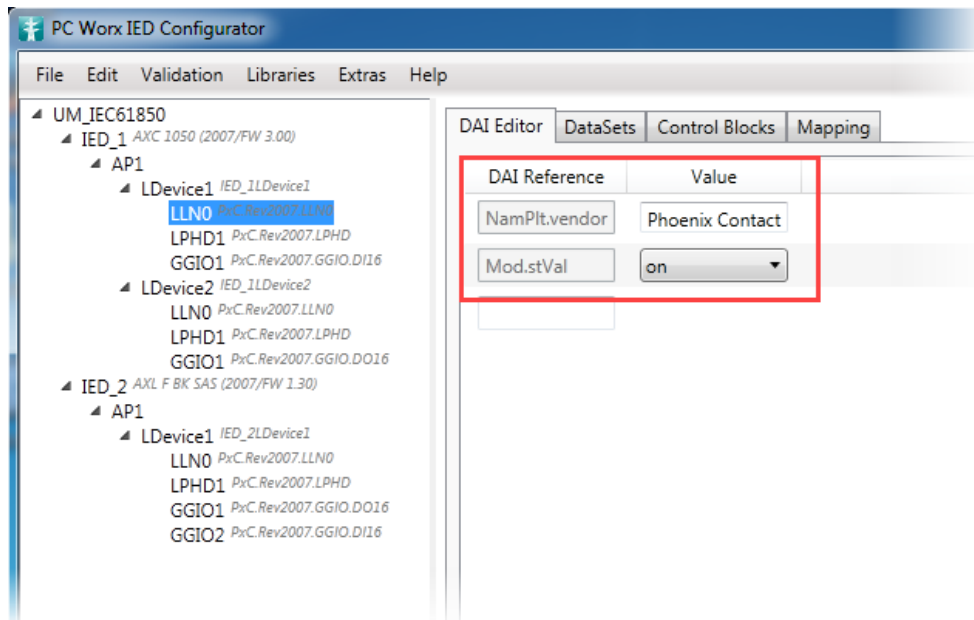 PC Worx IED Configurator
File Edit Validation Libraries Extras Help
UM_IEC61850
IED_1 AXC 1050 (2007/FW 3.00)
AP1
LDevice1 IED_1LDevice1
LLN0 PxC.Rev2007.LLN0
LPHD1 PxC.Rev2007.LPHD
GGIO1 PxC.Rev2007.GGIO.DI16
LDevice2 IED_1LDevice2
LLN0 PxC.Rev2007.LLN0
LPHD1 PxC.Rev2007.LPHD
GGIO1 PxC.Rev2007.GGIO.DO16
IED_2 AXL F BK SAS (2007/FW 1.30)
AP1
LDevice1 IED_2LDevice1
LLN0 PxC.Rev2007.LLN0
LPHD1 PxC.Rev2007.LPHD
GGIO1 PxC.Rev2007.GGIO.DO16
GGIO2 PxC.Rev2007.GGIO.DI16
DAI Editor DataSets Control Blocks Mapping
DAI Reference Value
NamPlt.vendor Phoenix Contact
Mod.stVal on